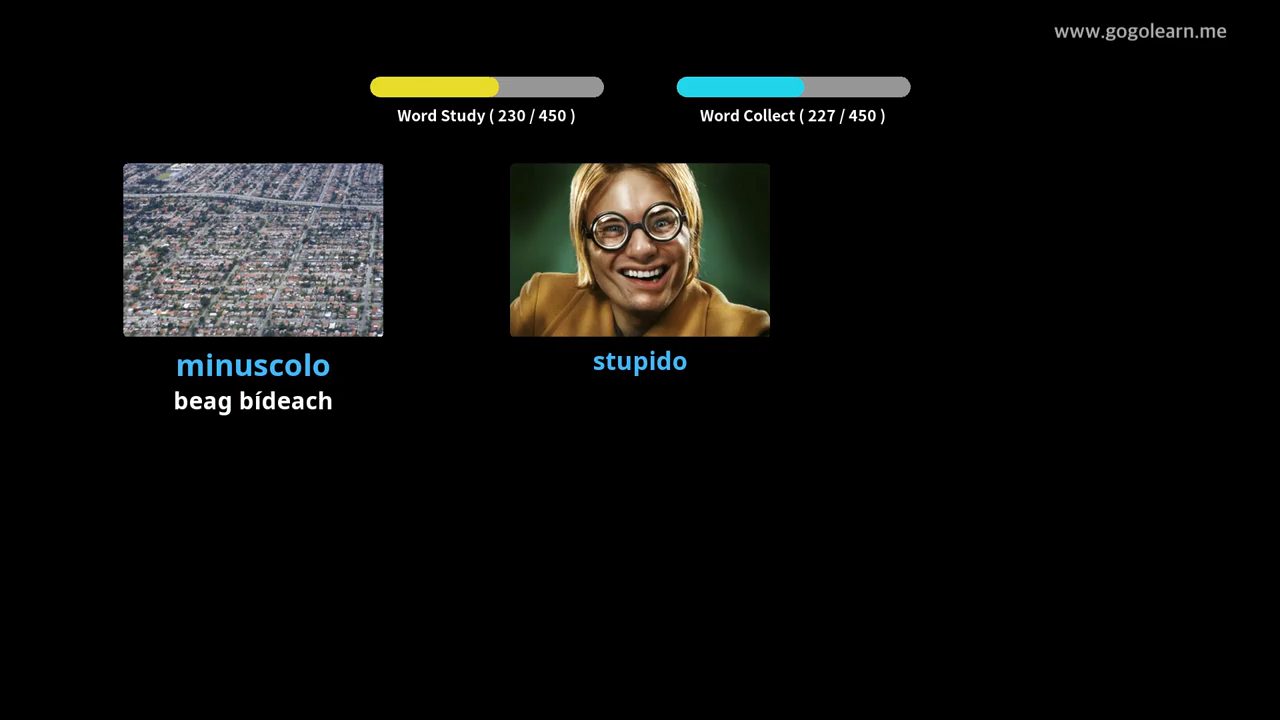 www.gogolearn.me
Word Study ( 230 / 450 )
Word Collect ( 227 / 450 )
minuscolo
beag bídeach
stupido